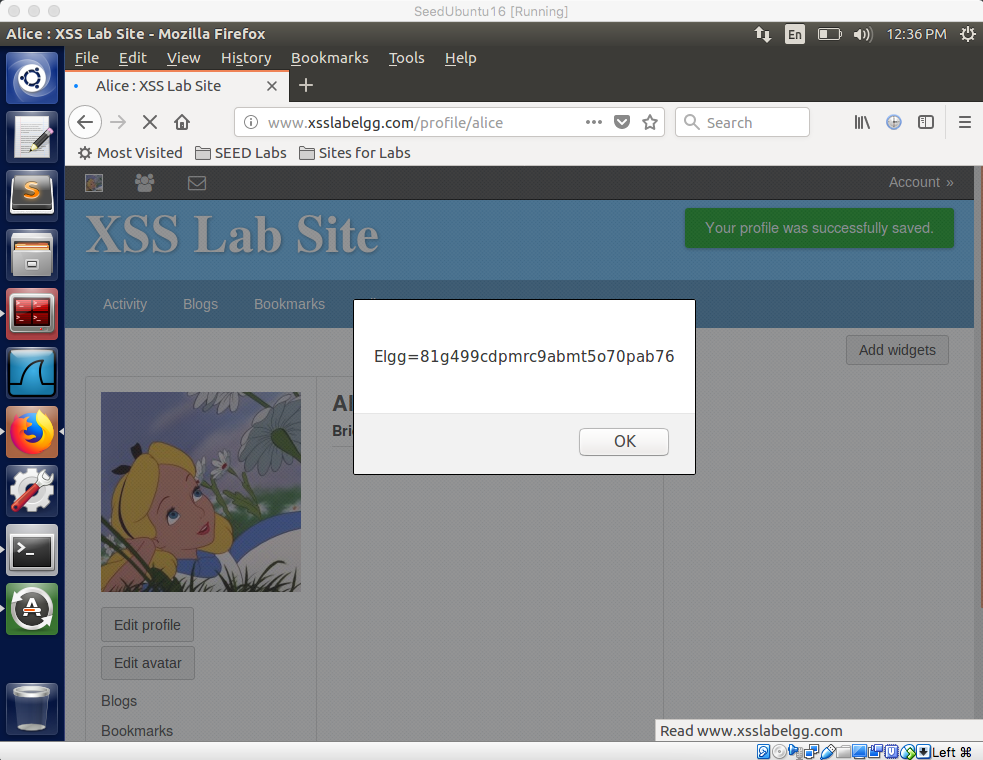 SeedUbuntu16 [Running]
Alice : XSS Lab Site - Mozilla Firefox
En
12:36 PM
File Edit View History Bookmarks Tools Help
Alice : XSS Lab Site
www.xsslabelgg.com/profile/alice
Search
Most Visited SEED Labs Sites for Labs
Account »
XSS Lab Site
Your profile was successfully saved.
Activity Blogs Bookmarks
Elgg=81g499cdpmrc9abmt5o70pab76
OK
Add widgets
Al
Brie
Edit profile
Edit avatar
Blogs
Bookmarks
Read www.xsslabelgg.com
Left ⌘